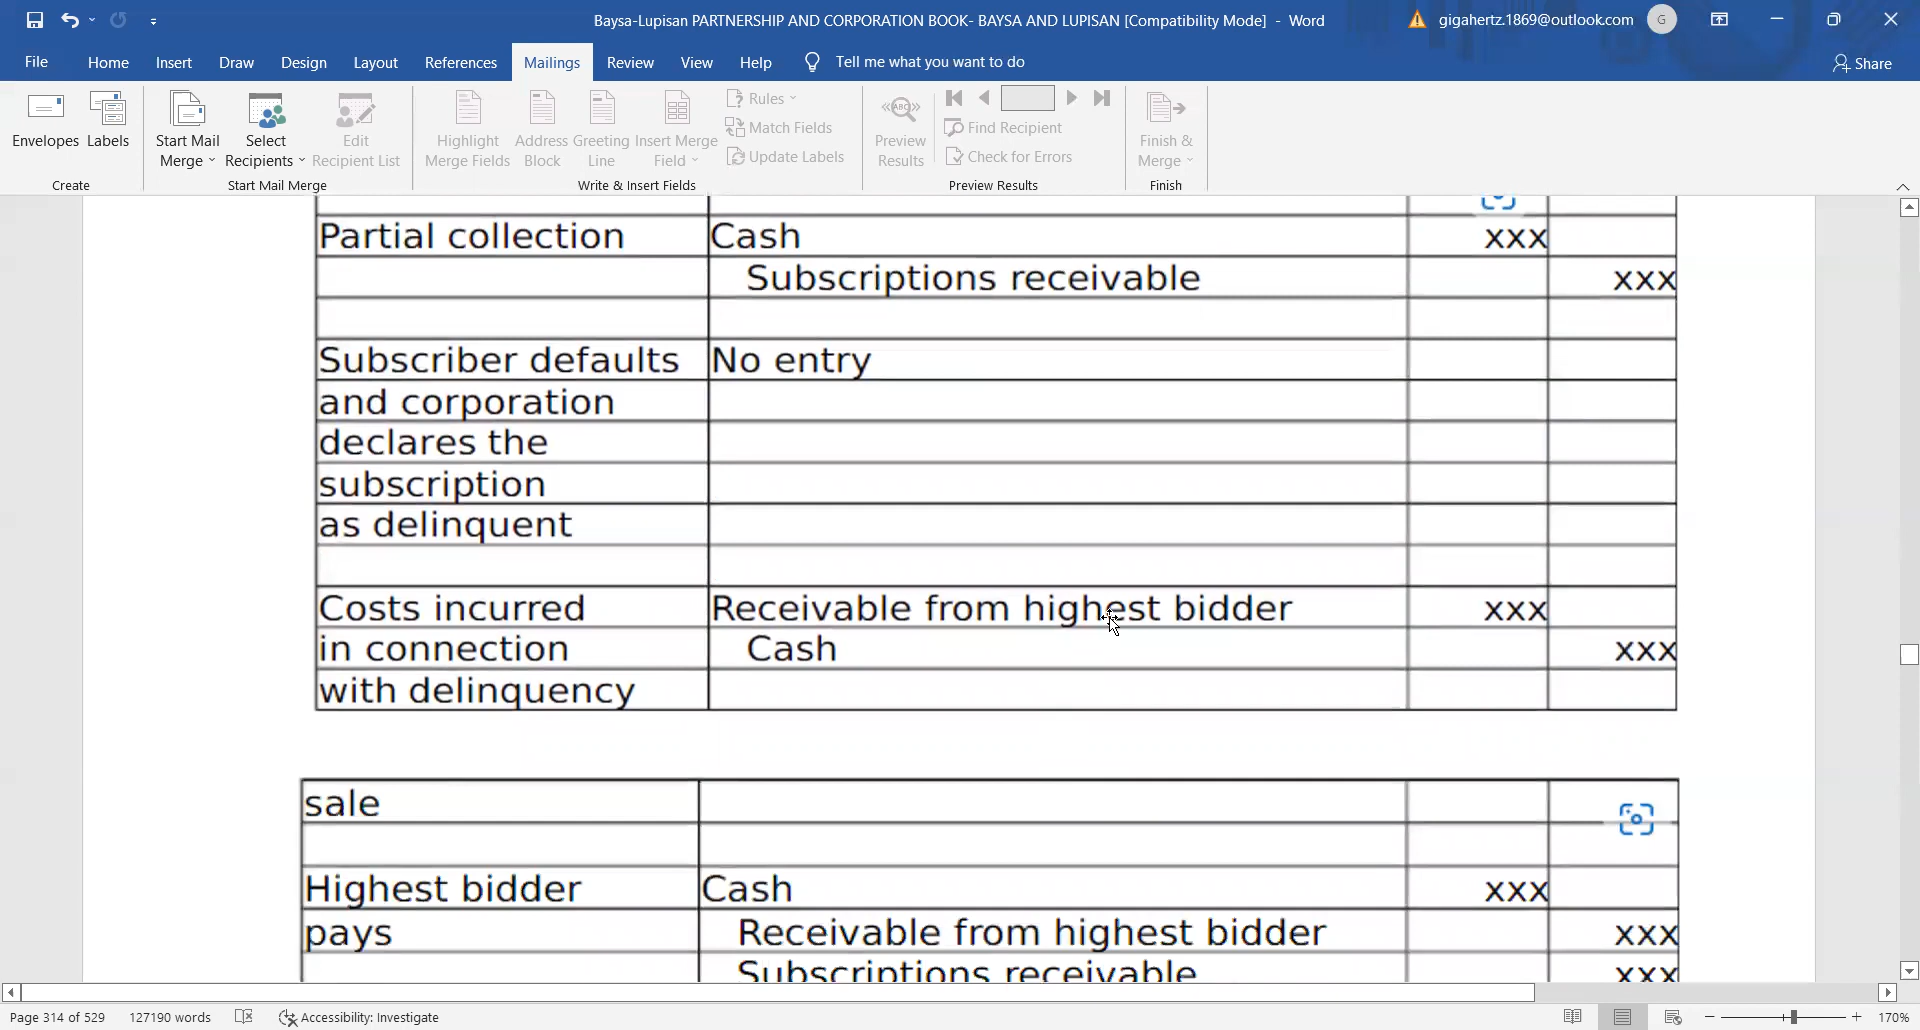 Baysa-Lupisan PARTNERSHIP AND CORPORATION BOOK- BAYSA AND LUPISAN [Compatibility Mode] - Word
gigahertz.1869@outlook.com
G
File Home Insert Draw Design Layout References Mailings Review View Help Tell me what you want to do
Share
Envelopes
Labels
Create
Start Mail
Merge
Select
Recipients
Edit
Recipient List
Start Mail Merge
Highlight
Merge Fields
Address
Block
Greeting
Line
Insert Merge
Field
Rules
Match Fields
Update Labels
Write & Insert Fields
ABC
Preview
Results
Find Recipient
Check for Errors
Preview Results
Finish &
Merge
Finish
Partial collection Cash xxx
Subscriptions receivable xxx
Subscriber defaults No entry
and corporation
declares the
subscription
as delinquent
Costs incurred Receivable from highest bidder xxx
in connection Cash xxx
with delinquency
sale
Highest bidder Cash xxx
pays Receivable from highest bidder xxx
Subscriptions receivable xxx
Page 314 of 529 127190 words Accessibility: Investigate 170%